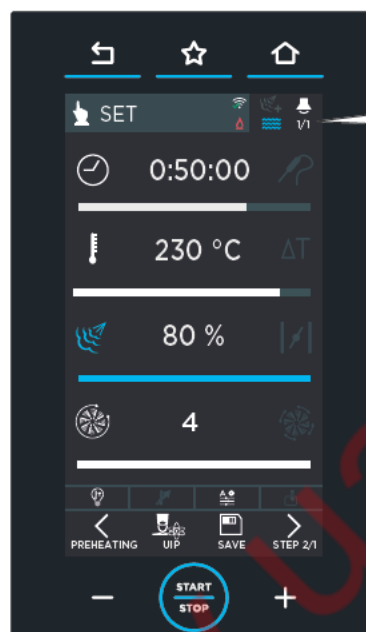 SET
1/1
0:50:00
230 °C
80 %
ΔT
4
PREHEATING UIP SAVE STEP 2/1
START
STOP